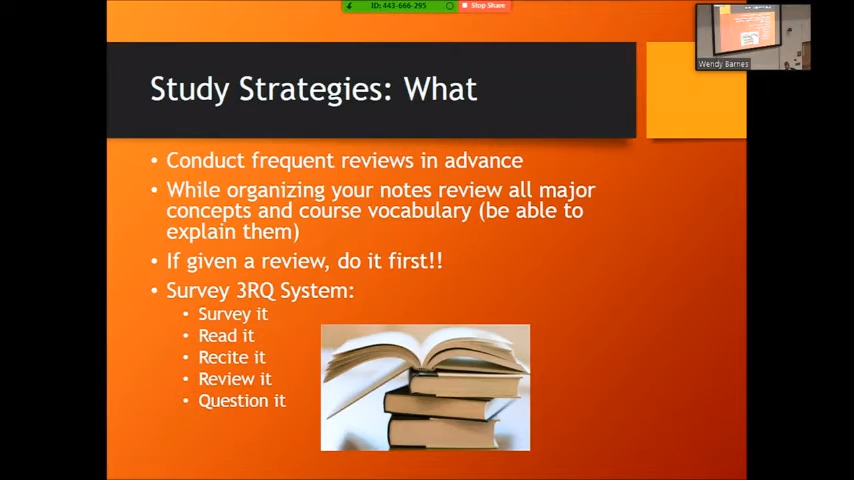 ID: 443-666-295
Stop Share
Wendy Barnes
Study Strategies: What
• Conduct frequent reviews in advance
• While organizing your notes review all major
concepts and course vocabulary (be able to
explain them)
• If given a review, do it first!!
• Survey 3RQ System:
• Survey it
• Read it
• Recite it
• Review it
• Question it